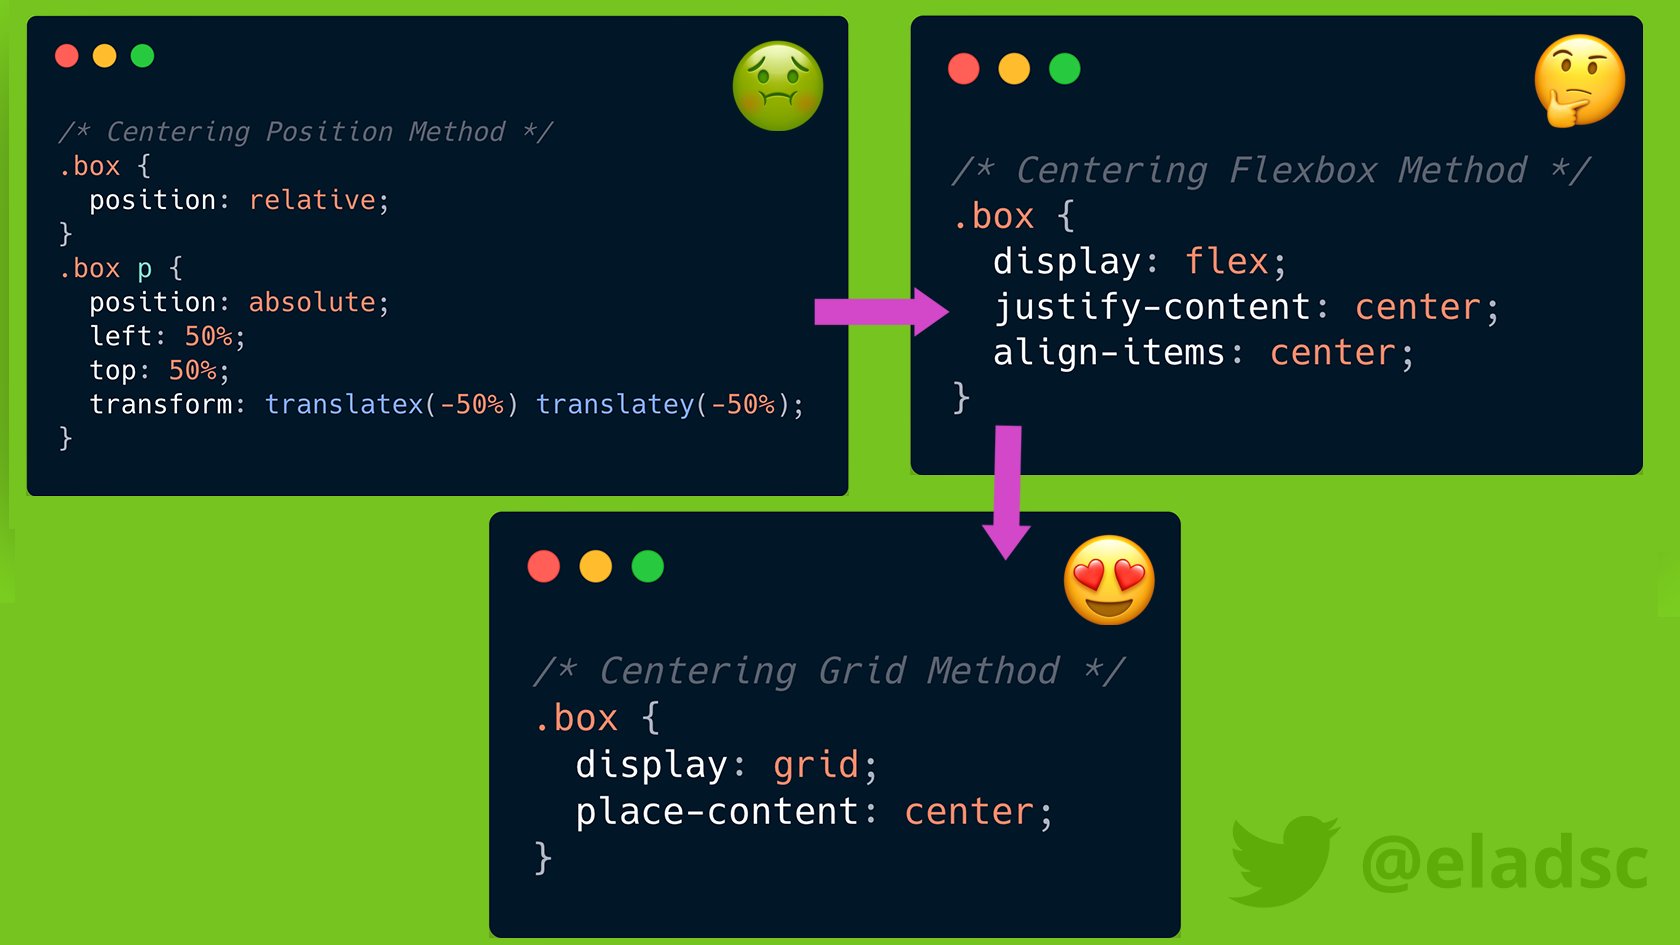 /* Centering Position Method */
.box {
  position: relative;
}
.box p {
  position: absolute;
  left: 50%;
  top: 50%;
  transform: translatex(-50%) translatey(-50%);
}
/* Centering Flexbox Method */
.box {
  display: flex;
  justify-content: center;
  align-items: center;
}
/* Centering Grid Method */
.box {
  display: grid;
  place-content: center;
}
@eladsc